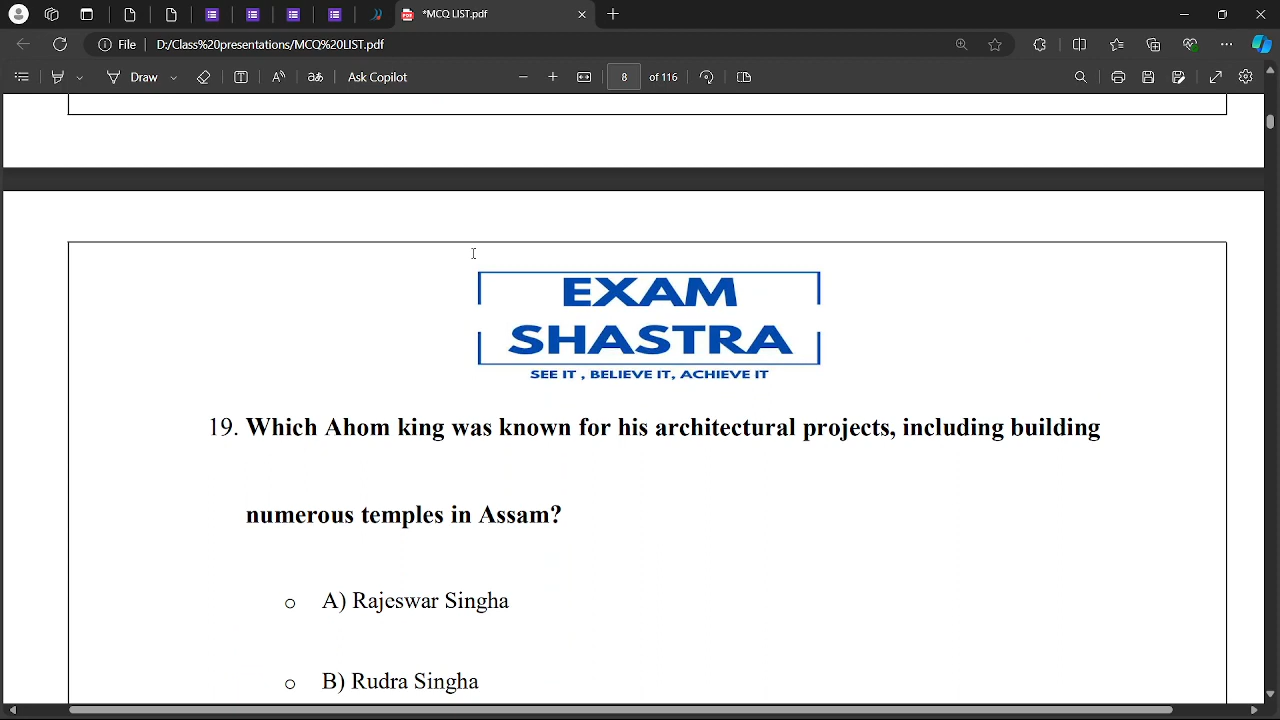 *MCQ LIST.pdf
File D:/Class%20presentations/MCQ%20LIST.pdf
Draw Ask Copilot 8 of 116
EXAM
SHASTRA
SEE IT , BELIEVE IT, ACHIEVE IT
19. Which Ahom king was known for his architectural projects, including building
numerous temples in Assam?
o A) Rajeswar Singha
o B) Rudra Singha